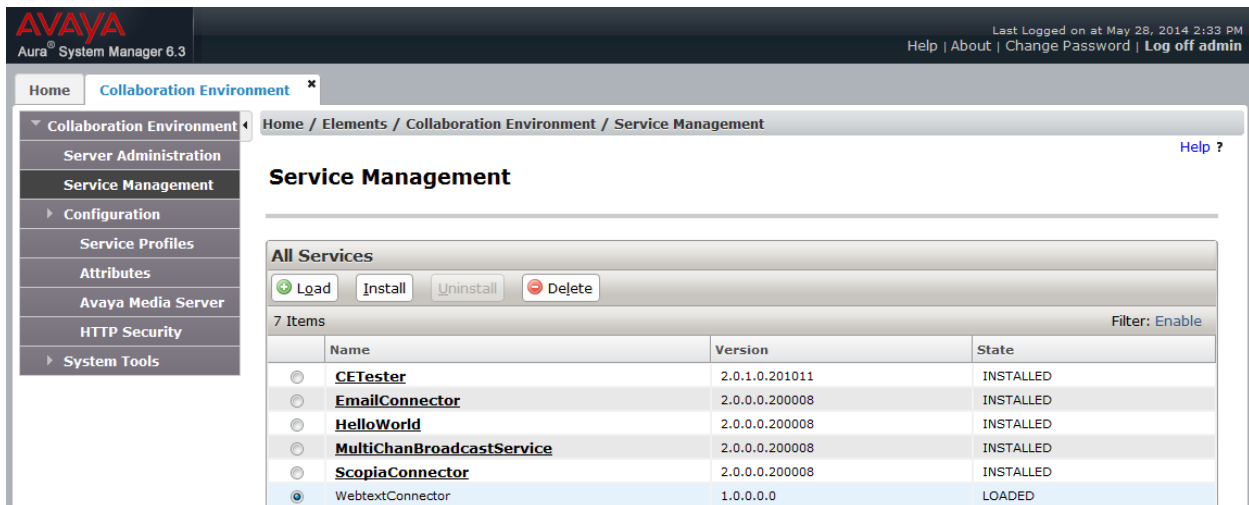 AVAYA
Aura® System Manager 6.3
Last Logged on at May 28, 2014 2:33 PM
Help | About | Change Password | Log off admin
Home
Collaboration Environment ×
Collaboration Environment
Server Administration
Service Management
Configuration
Service Profiles
Attributes
Avaya Media Server
HTTP Security
System Tools
Home / Elements / Collaboration Environment / Service Management
Help ?
Service Management
All Services
Load Install Uninstall Delete
7 Items Filter: Enable
Name Version State
CETester 2.0.1.0.201011 INSTALLED
EmailConnector 2.0.0.0.200008 INSTALLED
HelloWorld 2.0.0.0.200008 INSTALLED
MultiChanBroadcastService 2.0.0.0.200008 INSTALLED
ScopiaConnector 2.0.0.0.200008 INSTALLED
WebtextConnector 1.0.0.0.0 LOADED